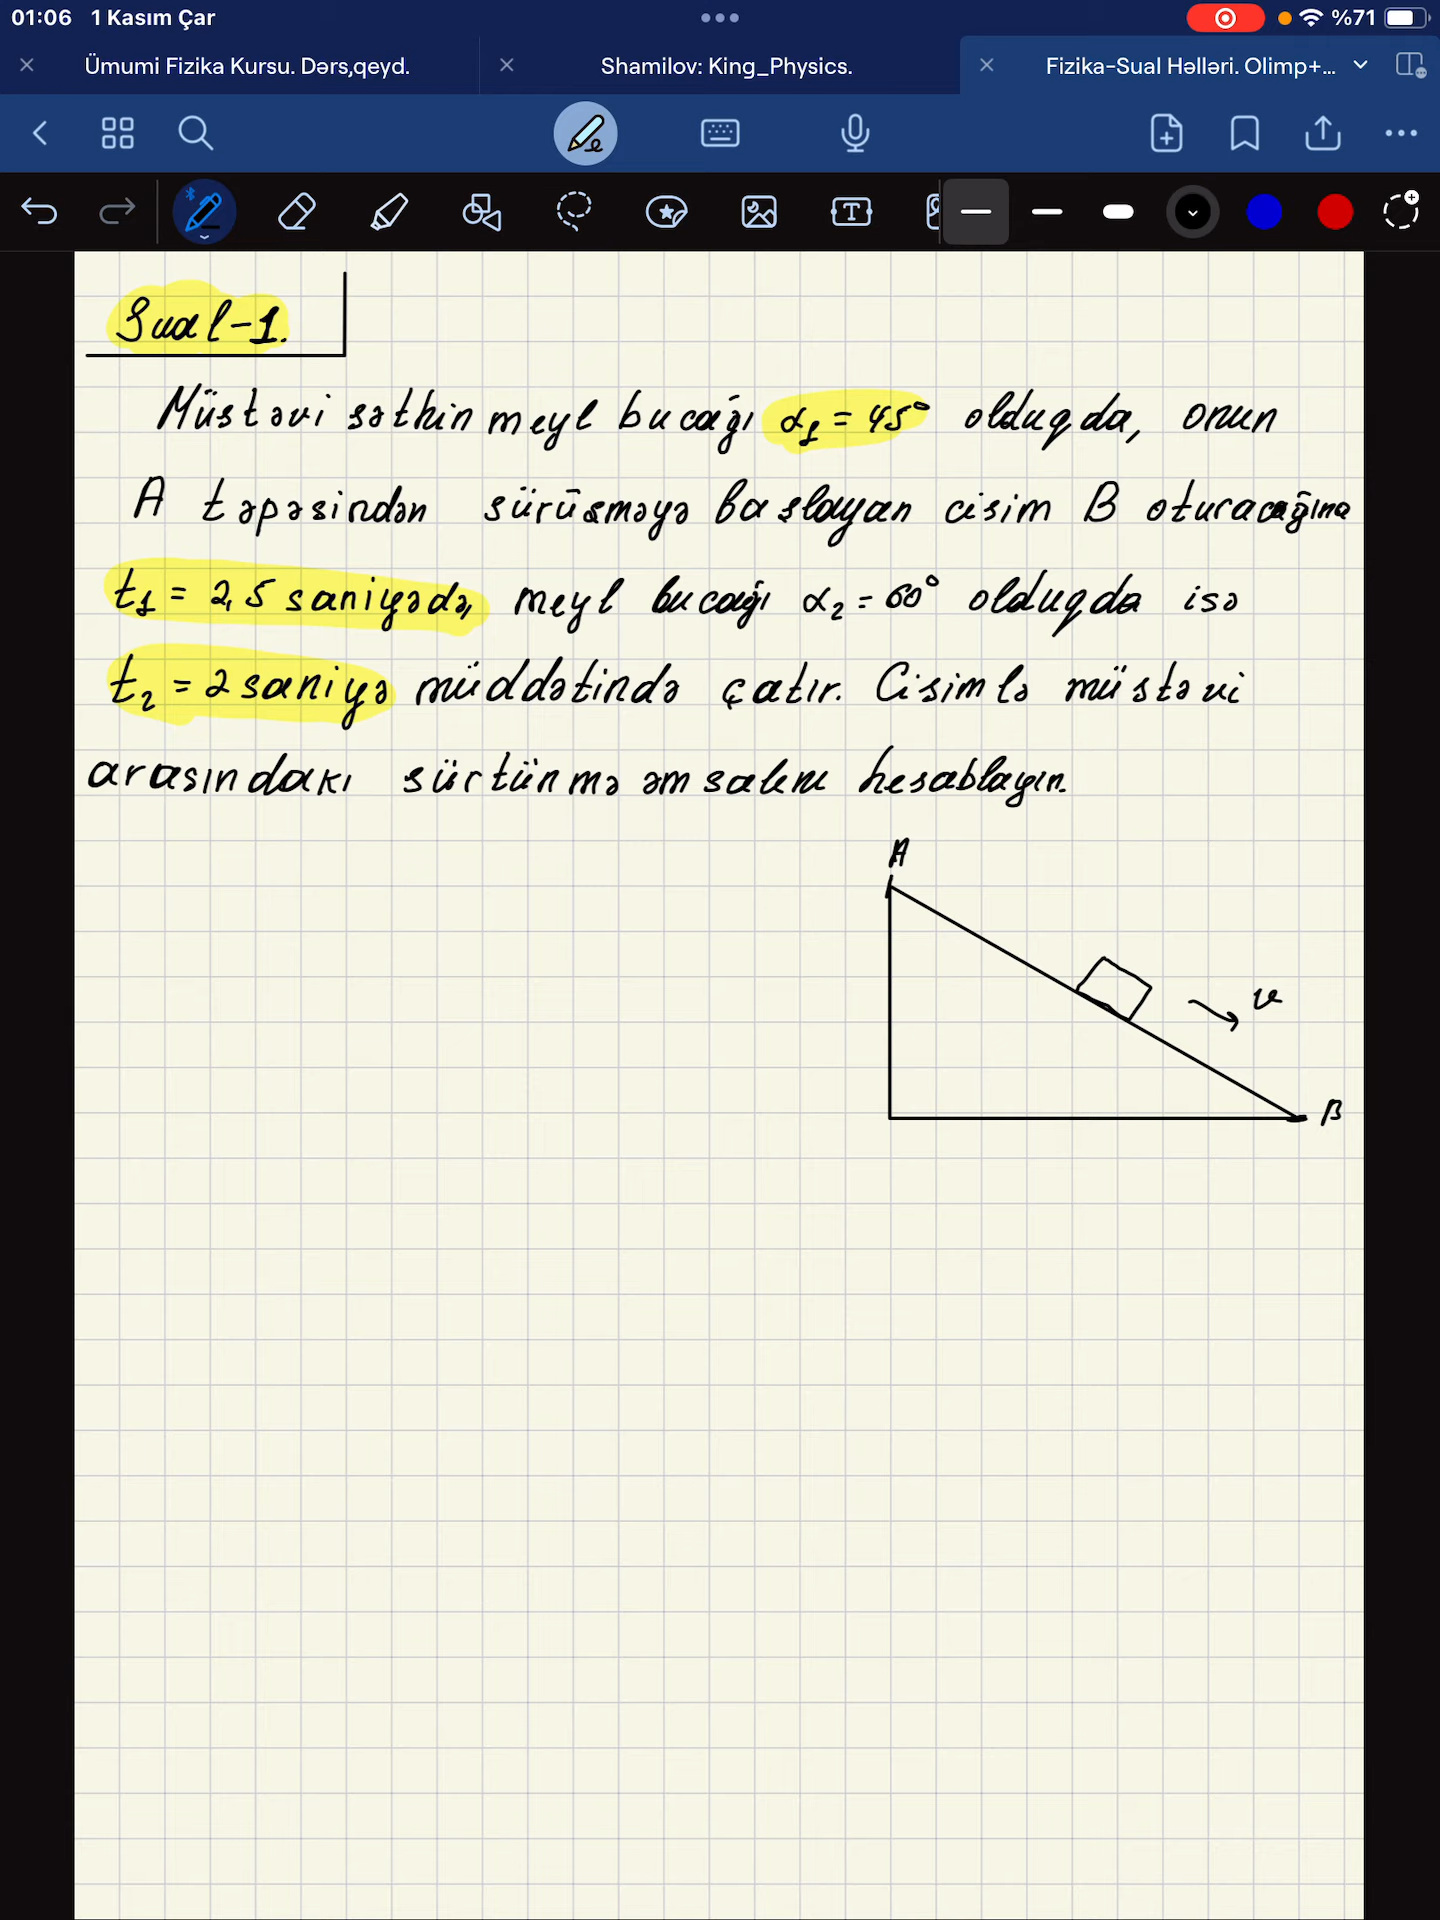 01:06 1 Kasım Çar %71
Ümumi Fizika Kursu. Dərs,qeyd. Shamilov: King_Physics. Fizika-Sual Həlləri. Olimp+...
Sual-1.
Müstəvi səthin meyl bucağı α₁ = 45° olduqda, onun
A təpəsindən sürüşməyə başlayan cisim B oturacağına
t₁ = 2,5 saniyədə, meyl bucağı α₂ = 60° olduqda isə
t₂ = 2 saniyə müddətində çatır. Cisimlə müstəvi
arasındakı sürtünmə əmsalını hesablayın.
A
v
B